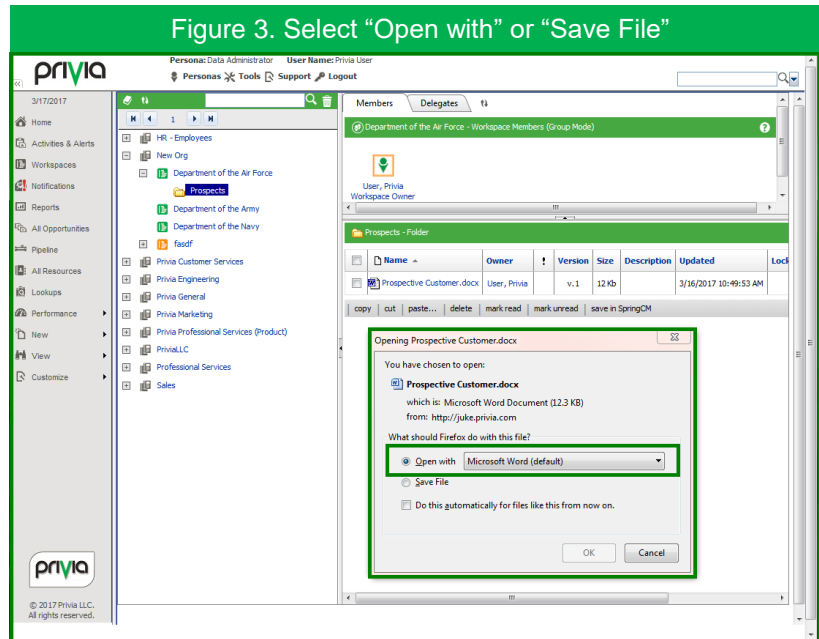 Figure 3. Select “Open with” or “Save File”
privia
Persona: Data Administrator User Name: Privia User
Personas Tools Support Logout
3/17/2017
Home
Activities & Alerts
Workspaces
Notifications
Reports
All Opportunities
Pipeline
All Resources
Lookups
Performance
New
View
Customize
privia
© 2017 Privia LLC.
All rights reserved.
1
HR - Employees
New Org
Department of the Air Force
Prospects
Department of the Army
Department of the Navy
fasdf
Privia Customer Services
Privia Engineering
Privia General
Privia Marketing
Privia Professional Services (Product)
PriviaLLC
Professional Services
Sales
Members Delegates
Department of the Air Force - Workspace Members (Group Mode)
User, Privia
Workspace Owner
Prospects - Folder
Name Owner ! Version Size Description Updated Lock
Prospective Customer.docx User, Privia v.1 12 Kb 3/16/2017 10:49:53 AM
copy | cut | paste... | delete | mark read | mark unread | save in SpringCM
Opening Prospective Customer.docx
You have chosen to open:
Prospective Customer.docx
which is: Microsoft Word Document (12.3 KB)
from: http://juke.privia.com
What should Firefox do with this file?
Open with Microsoft Word (default)
Save File
Do this automatically for files like this from now on.
OK Cancel